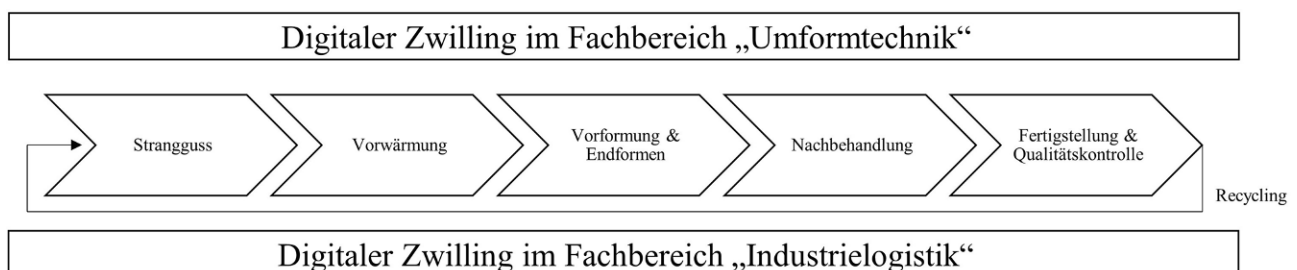 Digitaler Zwilling im Fachbereich „Umformtechnik“
Strangguss
Vorwärmung
Vorformung &
Endformen
Nachbehandlung
Fertigstellung &
Qualitätskontrolle
Recycling
Digitaler Zwilling im Fachbereich „Industrielogistik“